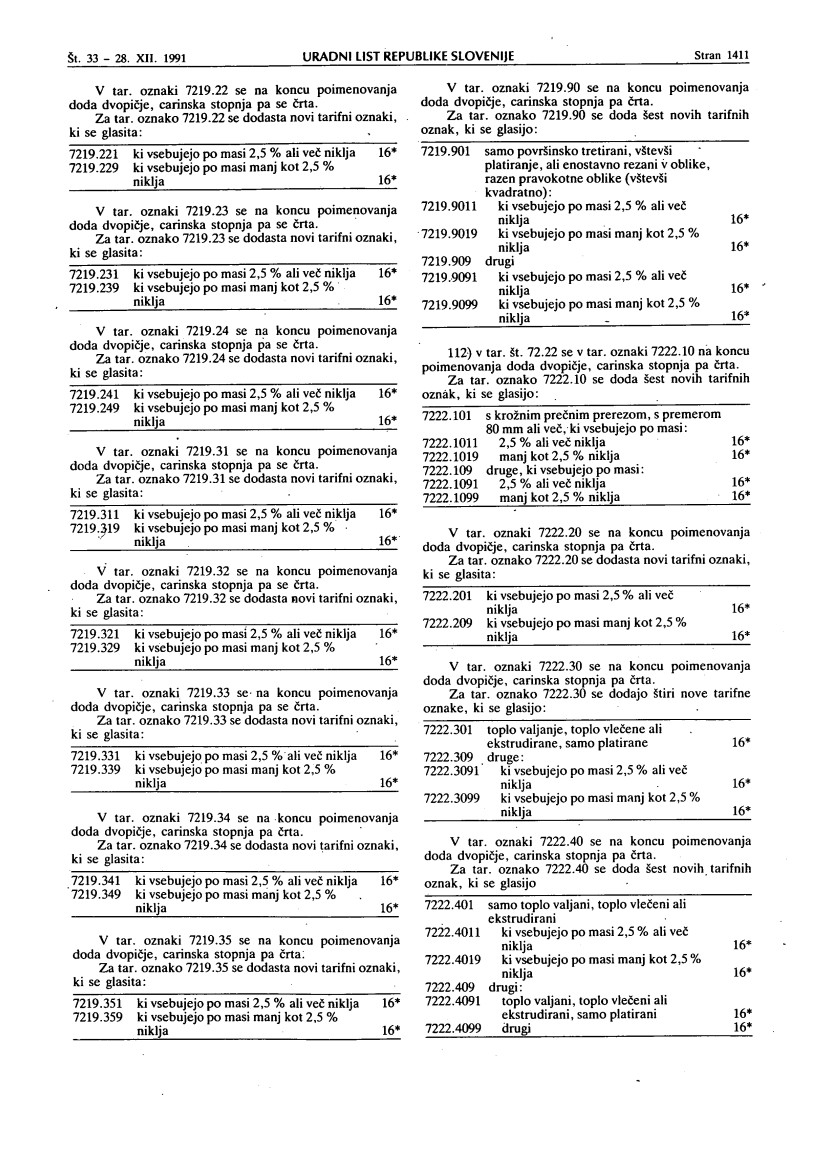 Št. 33 – 28. XII. 1991 URADNI LIST REPUBLIKE SLOVENIJE Stran 1411
V tar. oznaki 7219.22 se na koncu poimenovanja
doda dvopičje, carinska stopnja pa se črta.
Za tar. oznako 7219.22 se dodasta novi tarifni oznaki,
ki se glasita:
7219.221 ki vsebujejo po masi 2,5 % ali več niklja 16*
7219.229 ki vsebujejo po masi manj kot 2,5 %
niklja 16*
V tar. oznaki 7219.23 se na koncu poimenovanja
doda dvopičje, carinska stopnja pa se črta.
Za tar. oznako 7219.23 se dodasta novi tarifni oznaki,
ki se glasita:
7219.231 ki vsebujejo po masi 2,5 % ali več niklja 16*
7219.239 ki vsebujejo po masi manj kot 2,5 %
niklja 16*
V tar. oznaki 7219.24 se na koncu poimenovanja
doda dvopičje, carinska stopnja pa se črta.
Za tar. oznako 7219.24 se dodasta novi tarifni oznaki,
ki se glasita:
7219.241 ki vsebujejo po masi 2,5 % ali več niklja 16*
7219.249 ki vsebujejo po masi manj kot 2,5 %
niklja 16*
V tar. oznaki 7219.31 se na koncu poimenovanja
doda dvopičje, carinska stopnja pa se črta.
Za tar. oznako 7219.31 se dodasta novi tarifni oznaki,
ki se glasita:
7219.311 ki vsebujejo po masi 2,5 % ali več niklja 16*
7219.319 ki vsebujejo po masi manj kot 2,5 %
niklja 16*
V tar. oznaki 7219.32 se na koncu poimenovanja
doda dvopičje, carinska stopnja pa se črta.
Za tar. oznako 7219.32 se dodasta novi tarifni oznaki,
ki se glasita:
7219.321 ki vsebujejo po masi 2,5 % ali več niklja 16*
7219.329 ki vsebujejo po masi manj kot 2,5 %
niklja 16*
V tar. oznaki 7219.33 se na koncu poimenovanja
doda dvopičje, carinska stopnja pa se črta.
Za tar. oznako 7219.33 se dodasta novi tarifni oznaki,
ki se glasita:
7219.331 ki vsebujejo po masi 2,5 % ali več niklja 16*
7219.339 ki vsebujejo po masi manj kot 2,5 %
niklja 16*
V tar. oznaki 7219.34 se na koncu poimenovanja
doda dvopičje, carinska stopnja pa črta.
Za tar. oznako 7219.34 se dodasta novi tarifni oznaki,
ki se glasita:
7219.341 ki vsebujejo po masi 2,5 % ali več niklja 16*
7219.349 ki vsebujejo po masi manj kot 2,5 %
niklja 16*
V tar. oznaki 7219.35 se na koncu poimenovanja
doda dvopičje, carinska stopnja pa se črta.
Za tar. oznako 7219.35 se dodasta novi tarifni oznaki,
ki se glasita:
7219.351 ki vsebujejo po masi 2,5 % ali več niklja 16*
7219.359 ki vsebujejo po masi manj kot 2,5 %
niklja 16*
V tar. oznaki 7219.90 se na koncu poimenovanja
doda dvopičje, carinska stopnja pa črta.
Za tar. oznako 7219.90 se doda šest novih tarifnih
oznak, ki se glasijo:
7219.901 samo površinsko tretirani, vštevši
platiranje, ali enostavno rezani v oblike,
razen pravokotne oblike (vštevši
kvadratno):
7219.9011 ki vsebujejo po masi 2,5 % ali več
niklja 16*
7219.9019 ki vsebujejo po masi manj kot 2,5 %
niklja 16*
7219.909 drugi
7219.9091 ki vsebujejo po masi 2,5 % ali več
niklja 16*
7219.9099 ki vsebujejo po masi manj kot 2,5 %
niklja 16*
112) v tar. št. 72.22 se v tar. oznaki 7222.10 na koncu
poimenovanja doda dvopičje, carinska stopnja pa črta.
Za tar. oznako 7222.10 se doda šest novih tarifnih
oznak, ki se glasijo:
7222.101 s krožnim prečnim prerezom, s premerom
80 mm ali več, ki vsebujejo po masi:
7222.1011 2,5 % ali več niklja 16*
7222.1019 manj kot 2,5 % niklja 16*
7222.109 druge, ki vsebujejo po masi:
7222.1091 2,5 % ali več niklja 16*
7222.1099 manj kot 2,5 % niklja 16*
V tar. oznaki 7222.20 se na koncu poimenovanja
doda dvopičje, carinska stopnja pa črta.
Za tar. oznako 7222.20 se dodasta novi tarifni oznaki,
ki se glasita:
7222.201 ki vsebujejo po masi 2,5 % ali več
niklja 16*
7222.209 ki vsebujejo po masi manj kot 2,5 %
niklja 16*
V tar. oznaki 7222.30 se na koncu poimenovanja
doda dvopičje, carinska stopnja pa se črta.
Za tar. oznako 7222.30 se dodajo štiri nove tarifne
oznake, ki se glasijo:
7222.301 toplo valjanje, toplo vlečene ali
ekstrudirane, samo platirane 16*
7222.309 druge:
7222.3091 ki vsebujejo po masi 2,5 % ali več
niklja 16*
7222.3099 ki vsebujejo po masi manj kot 2,5 %
niklja 16*
V tar. oznaki 7222.40 se na koncu poimenovanja
doda dvopičje, carinska stopnja pa črta.
Za tar. oznako 7222.40 se doda šest novih tarifnih
oznak, ki se glasijo
7222.401 samo toplo valjani, toplo vlečeni ali
ekstrudirani
7222.4011 ki vsebujejo po masi 2,5 % ali več
niklja 16*
7222.4019 ki vsebujejo po masi manj kot 2,5 %
niklja 16*
7222.409 drugi:
7222.4091 toplo valjani, toplo vlečeni ali
ekstrudirani, samo platirani 16*
7222.4099 drugi 16*